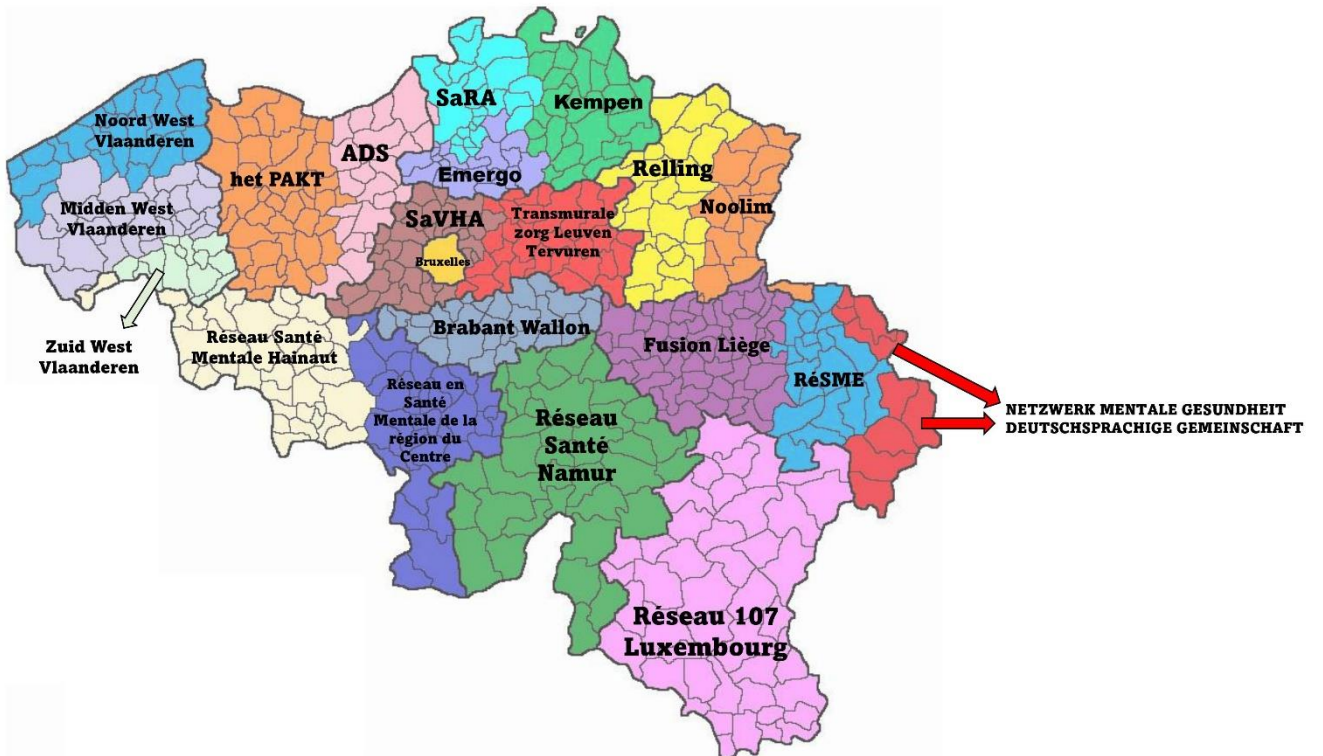 SaRA
Kempen
Noord West
Vlaanderen
ADS
het PAKT
Emergo
Relling
Noolim
Midden West
Vlaanderen
SaVHA
Transmurale
zorg Leuven
Tervuren
Bruxelles
Zuid West
Vlaanderen
Réseau Santé
Mentale Hainaut
Brabant Wallon
Fusion Liège
RéSME
Réseau en
Santé
Mentale de la
région du
Centre
Réseau
Santé
Namur
NETZWERK MENTALE GESUNDHEIT
DEUTSCHSPRACHIGE GEMEINSCHAFT
Réseau 107
Luxembourg